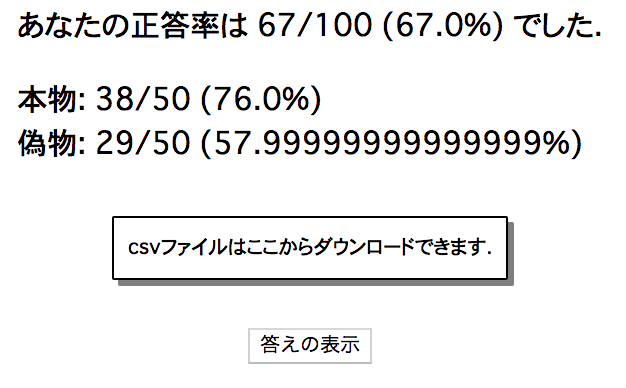 あなたの正答率は 67/100 (67.0%) でした.
本物: 38/50 (76.0%)
偽物: 29/50 (57.99999999999999%)
csvファイルはここからダウンロードできます.
答えの表示